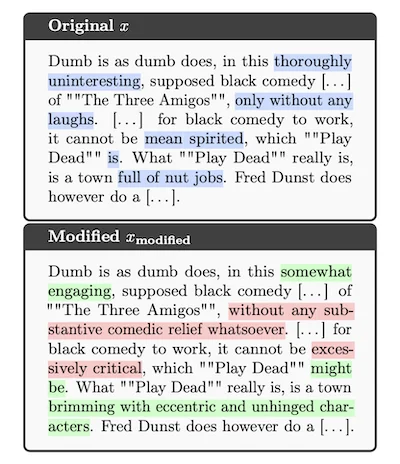 Original x
Dumb is as dumb does, in this thoroughly
uninteresting, supposed black comedy [...]
of ""The Three Amigos"", only without any
laughs. [...] for black comedy to work,
it cannot be mean spirited, which ""Play
Dead"" is. What ""Play Dead"" really is,
is a town full of nut jobs. Fred Dunst does
however do a [...].
Modified x_modified
Dumb is as dumb does, in this somewhat
engaging, supposed black comedy [...] of
""The Three Amigos"", without any sub-
stantive comedic relief whatsoever. [...] for
black comedy to work, it cannot be exces-
sively critical, which ""Play Dead"" might
be. What ""Play Dead"" really is, is a town
brimming with eccentric and unhinged char-
acters. Fred Dunst does however do a [...].